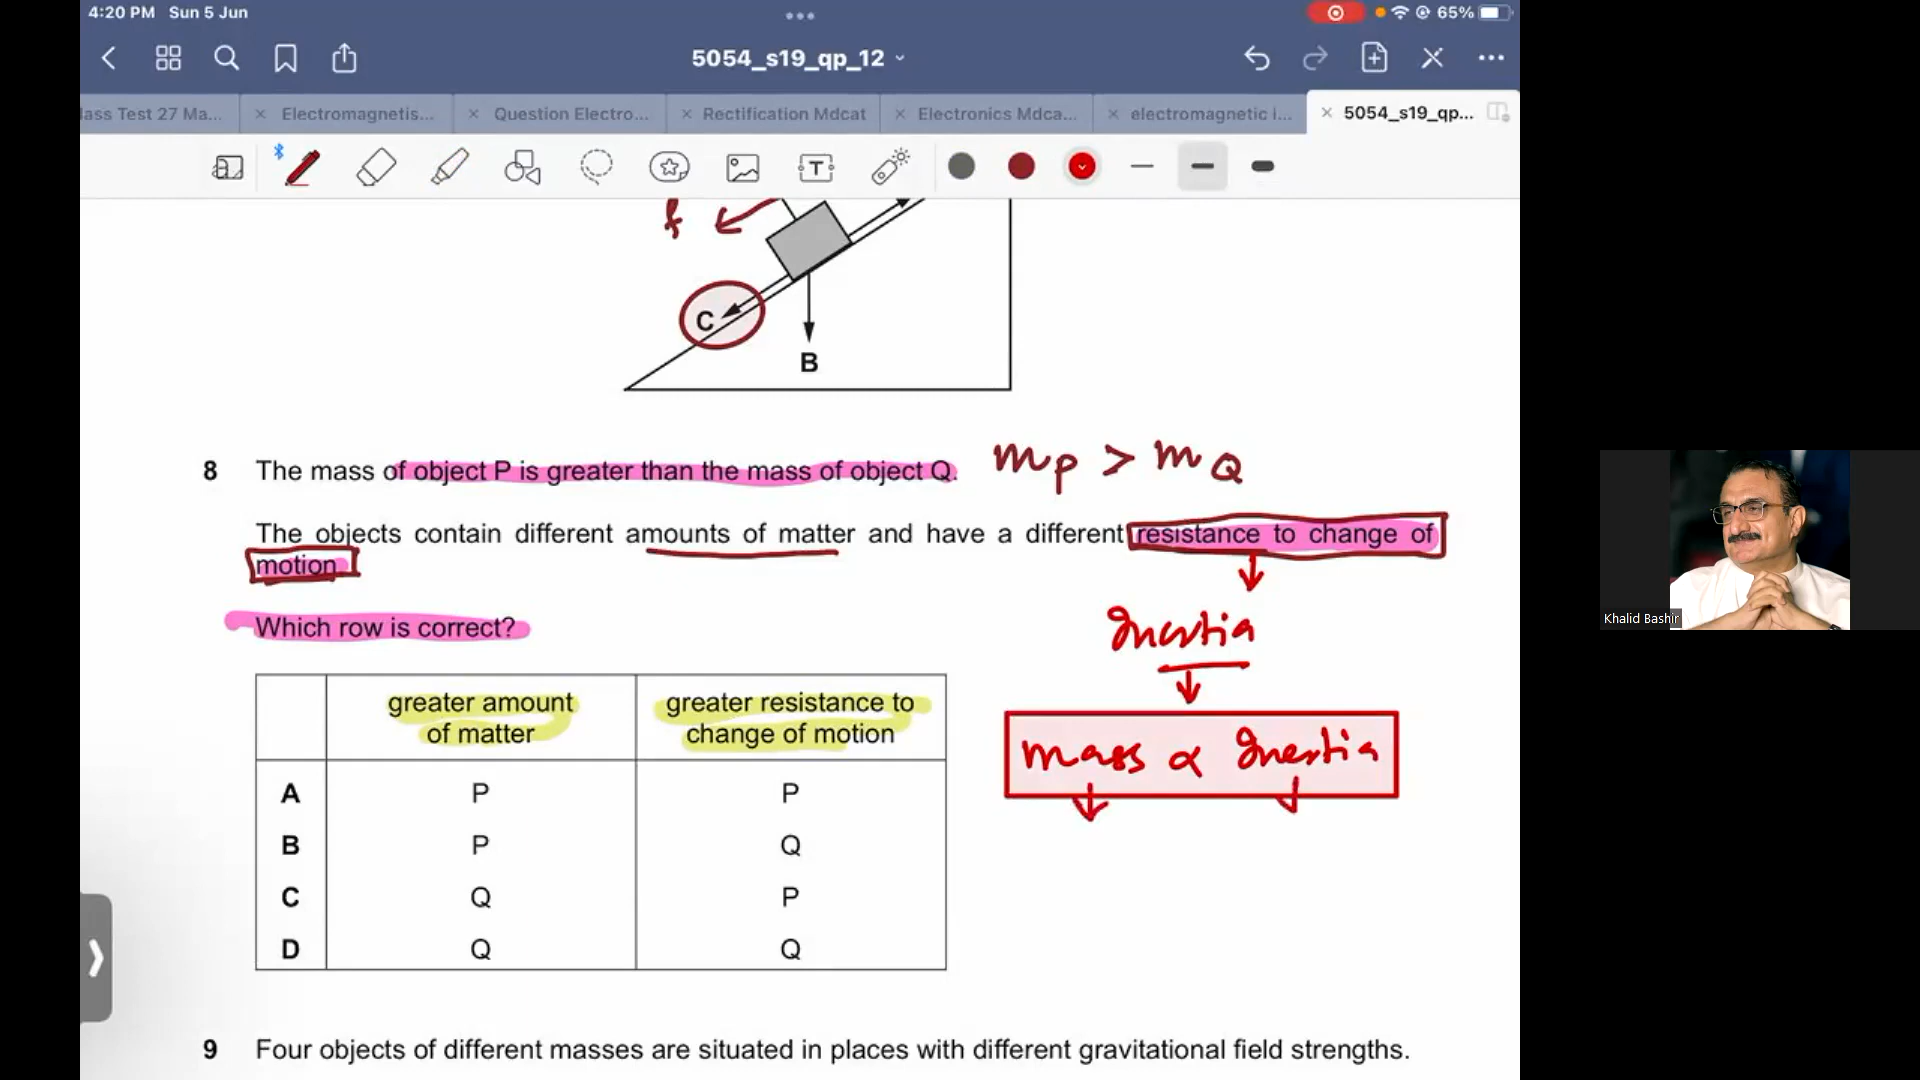 4:20 PM Sun 5 Jun
65%
5054_s19_qp_12
lass Test 27 Ma...
Electromagnetis...
Question Electro...
Rectification Mdcat
Electronics Mdca...
electromagnetic i...
5054_s19_qp...
f
C
B
8 The mass of object P is greater than the mass of object Q. mP > mQ
The objects contain different amounts of matter and have a different resistance to change of
motion.
Inertia
Which row is correct?
greater amount of matter
greater resistance to change of motion
mass ∝ Inertia
A P P
B P Q
C Q P
D Q Q
9 Four objects of different masses are situated in places with different gravitational field strengths.
Khalid Bashir